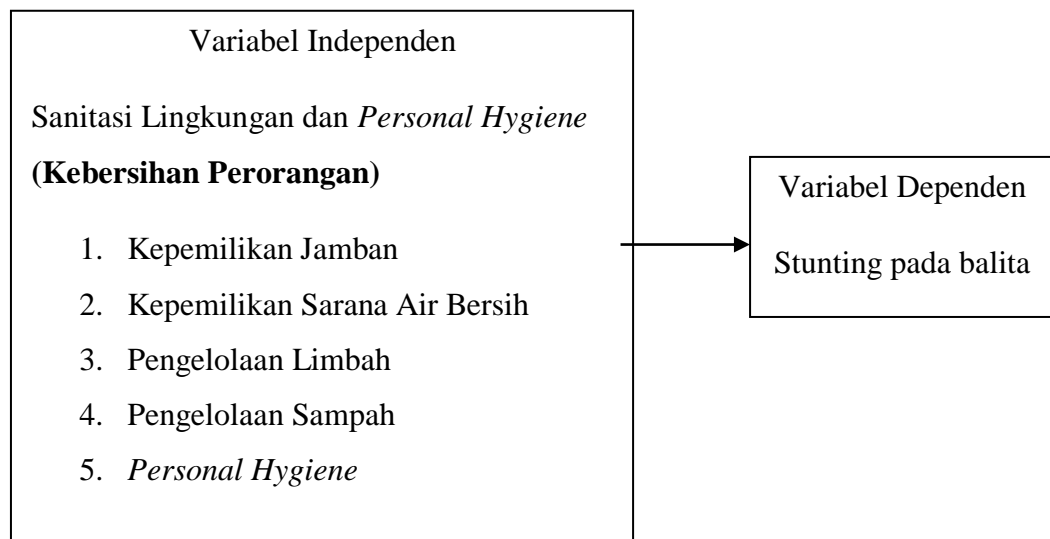 Variabel Independen
Sanitasi Lingkungan dan Personal Hygiene
(Kebersihan Perorangan)
1. Kepemilikan Jamban
2. Kepemilikan Sarana Air Bersih
3. Pengelolaan Limbah
4. Pengelolaan Sampah
5. Personal Hygiene
Variabel Dependen
Stunting pada balita